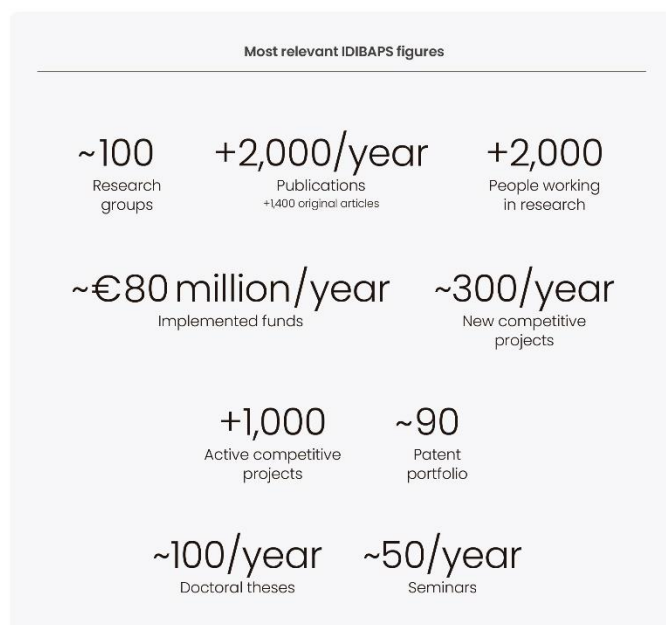 Most relevant IDIBAPS figures
~100
Research
groups
+2,000/year
Publications
+1,400 original articles
+2,000
People working
in research
~€80 million/year
Implemented funds
~300/year
New competitive
projects
+1,000
Active competitive
projects
~90
Patent
portfolio
~100/year
Doctoral theses
~50/year
Seminars